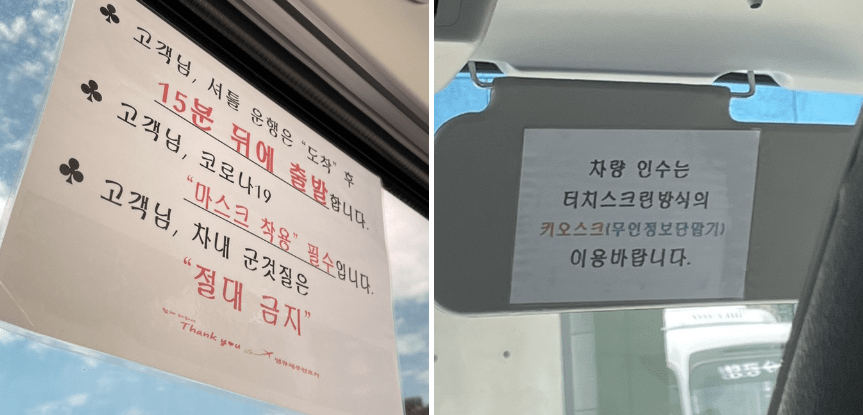 ♣ 고객님, 셔틀 운행은 "도착" 후
15분 뒤에 출발합니다.
♣ 고객님, 코로나19
"마스크 착용" 필수입니다.
♣ 고객님, 차내 군것질은
"절대 금지"
Thank you
차량 인수는
터치스크린방식의
키오스크(무인정보단말기)
이용바랍니다.